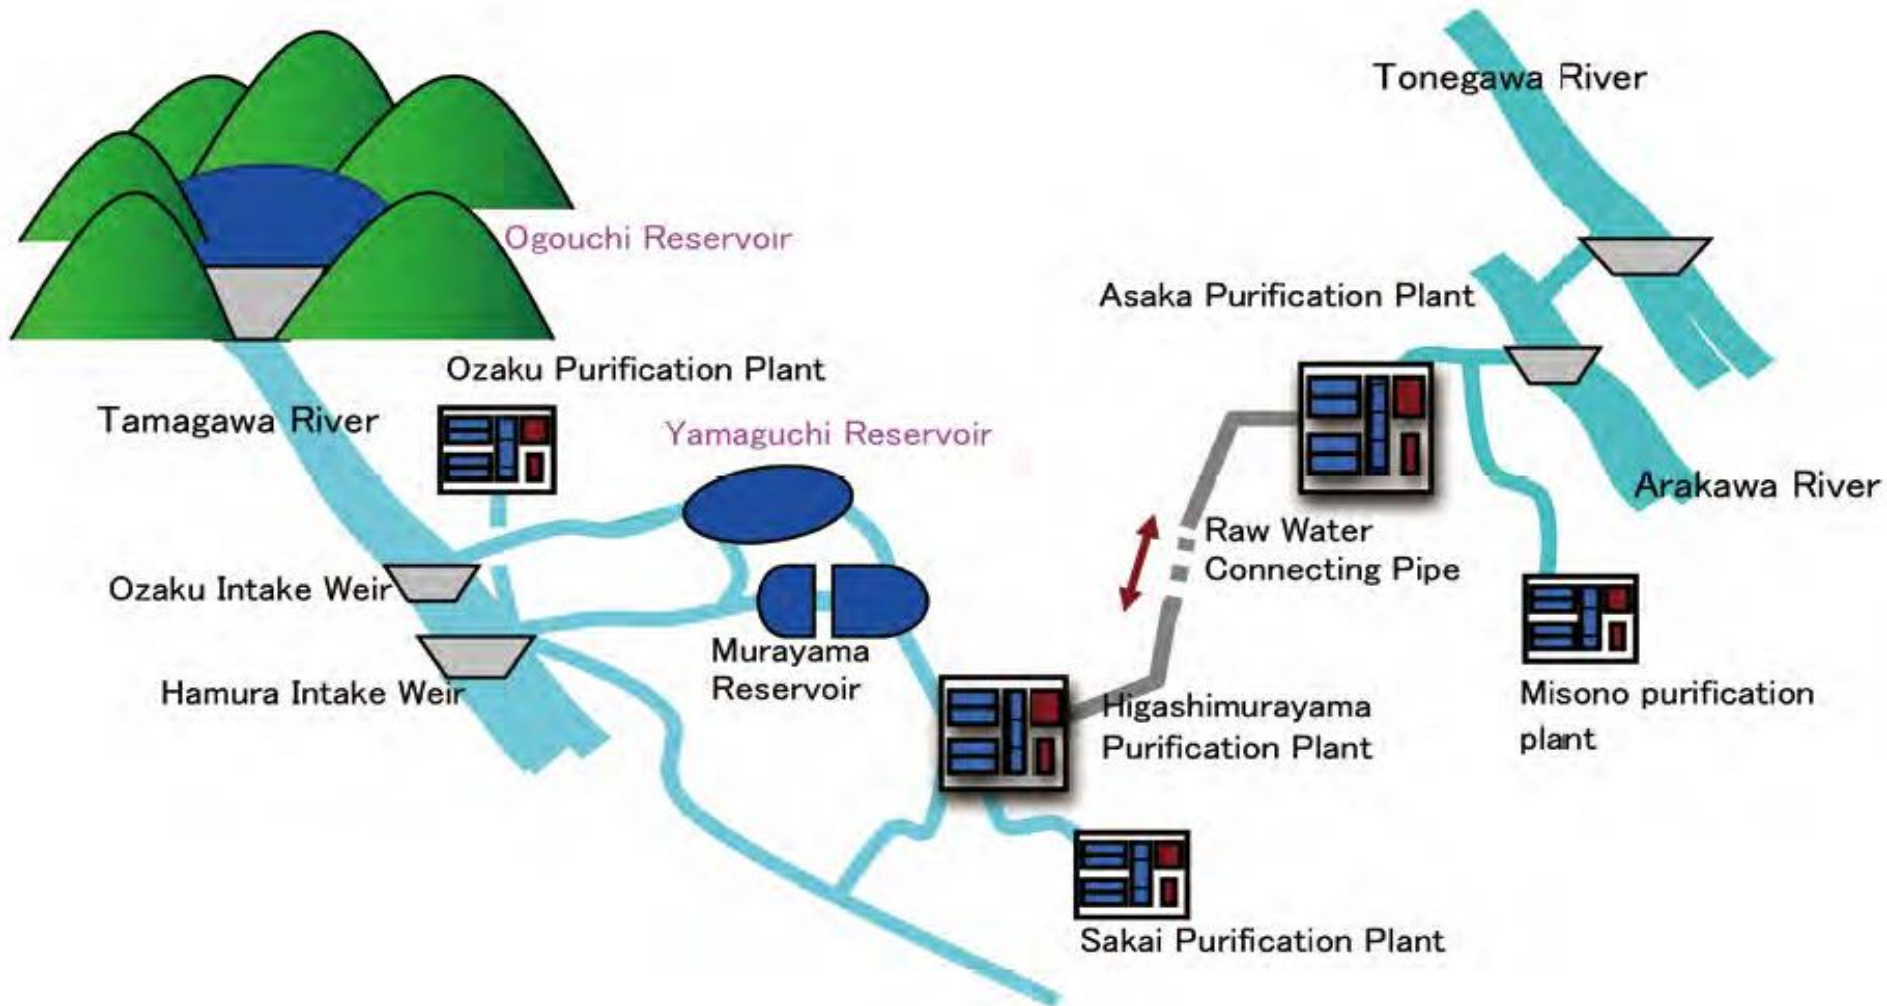 Tonegawa River
Ogouchi Reservoir
Asaka Purification Plant
Ozaku Purification Plant
Tamagawa River
Yamaguchi Reservoir
Arakawa River
Raw Water
Connecting Pipe
Ozaku Intake Weir
Murayama
Reservoir
Hamura Intake Weir
Higashimurayama
Purification Plant
Misono purification
plant
Sakai Purification Plant